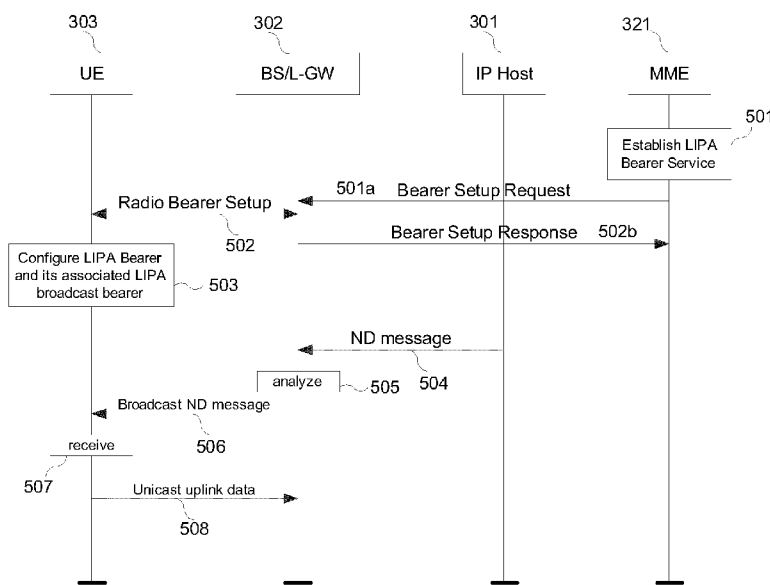 303
302
301
321
UE
BS/L-GW
IP Host
MME
501
Establish LIPA
Bearer Service
501a
Bearer Setup Request
Radio Bearer Setup
502
Bearer Setup Response
502b
Configure LIPA Bearer
and its associated LIPA
broadcast bearer
503
ND message
504
analyze
505
Broadcast ND message
506
receive
507
Unicast uplink data
508